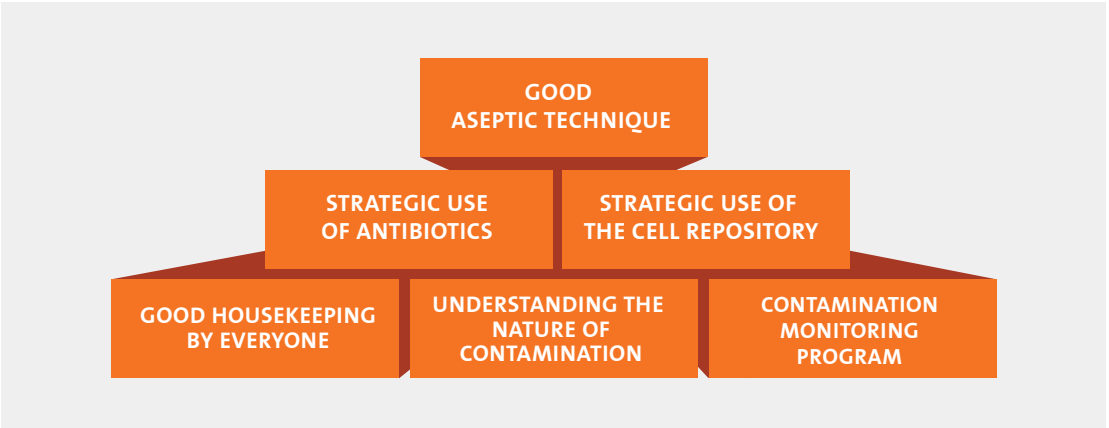 GOOD
ASEPTIC TECHNIQUE
STRATEGIC USE
OF ANTIBIOTICS
STRATEGIC USE OF
THE CELL REPOSITORY
GOOD HOUSEKEEPING
BY EVERYONE
UNDERSTANDING THE
NATURE OF
CONTAMINATION
CONTAMINATION
MONITORING
PROGRAM